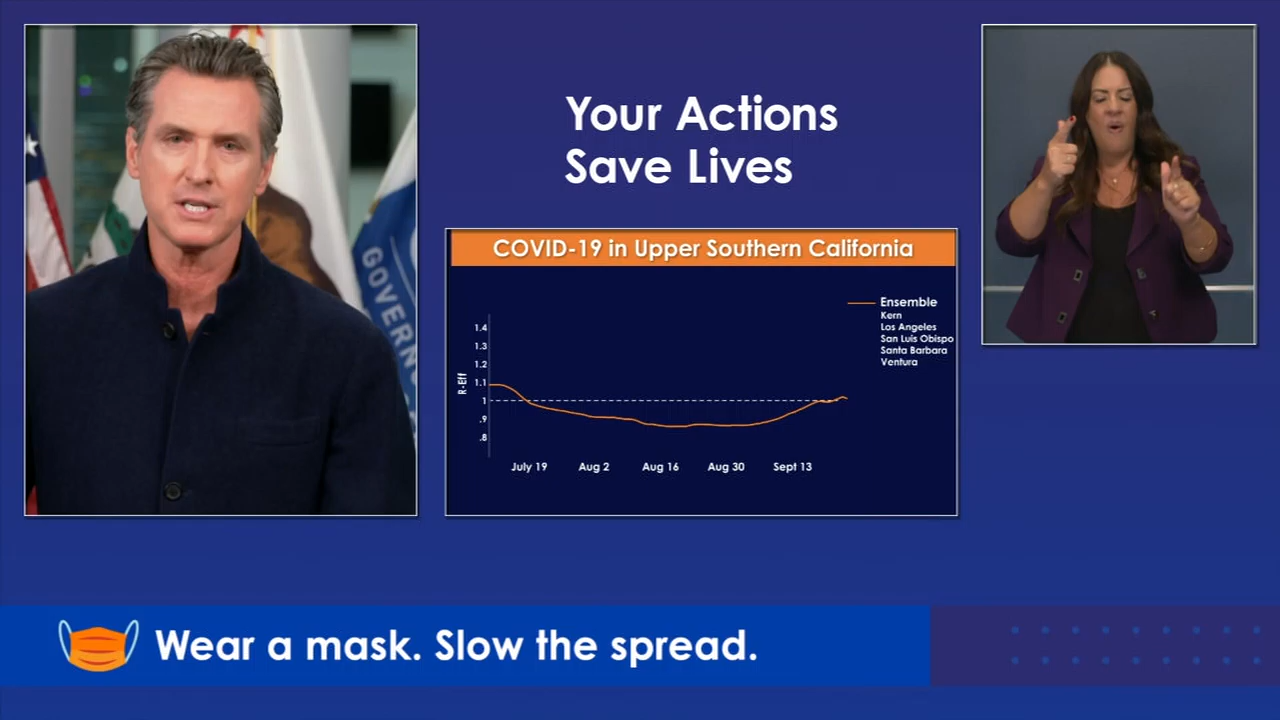 Your Actions
Save Lives
COVID-19 in Upper Southern California
Ensemble
Kern
Los Angeles
San Luis Obispo
Santa Barbara
Ventura
R-Eff
1.4
1.3
1.2
1.1
1
.9
.8
July 19 Aug 2 Aug 16 Aug 30 Sept 13
GOVERN
Wear a mask. Slow the spread.